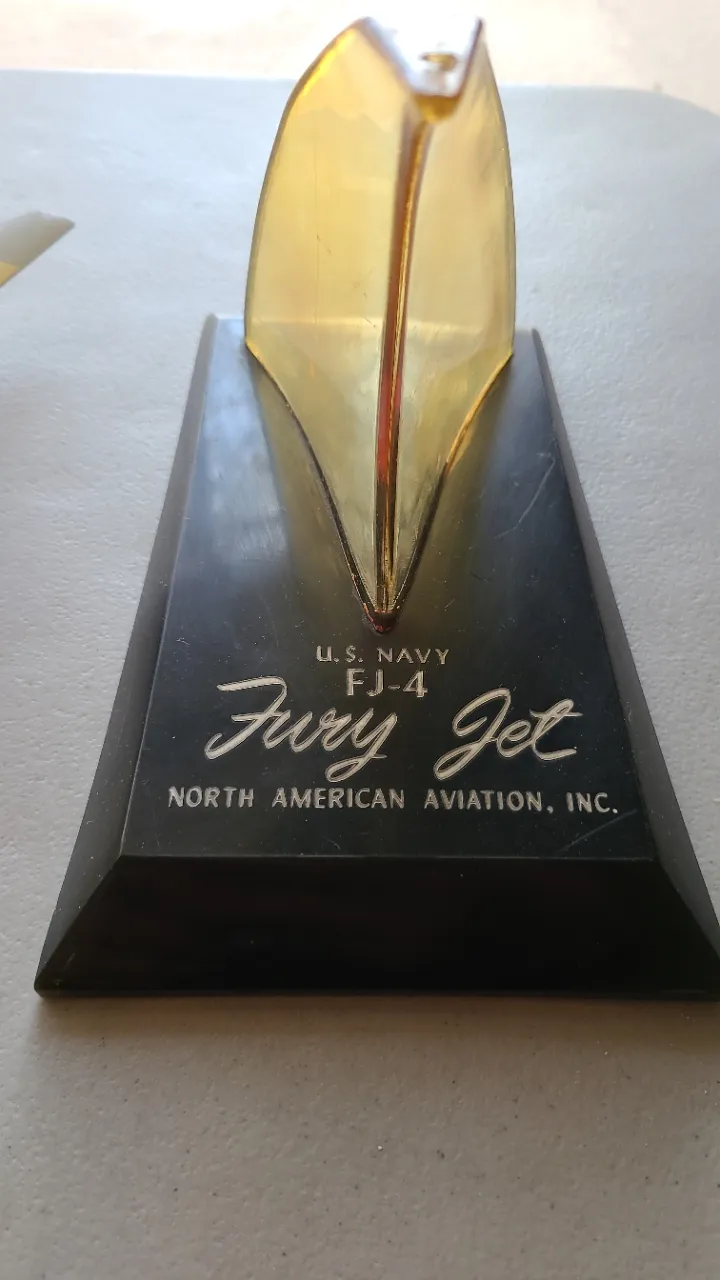 U.S. NAVY
FJ-4
Fury Jet
NORTH AMERICAN AVIATION, INC.